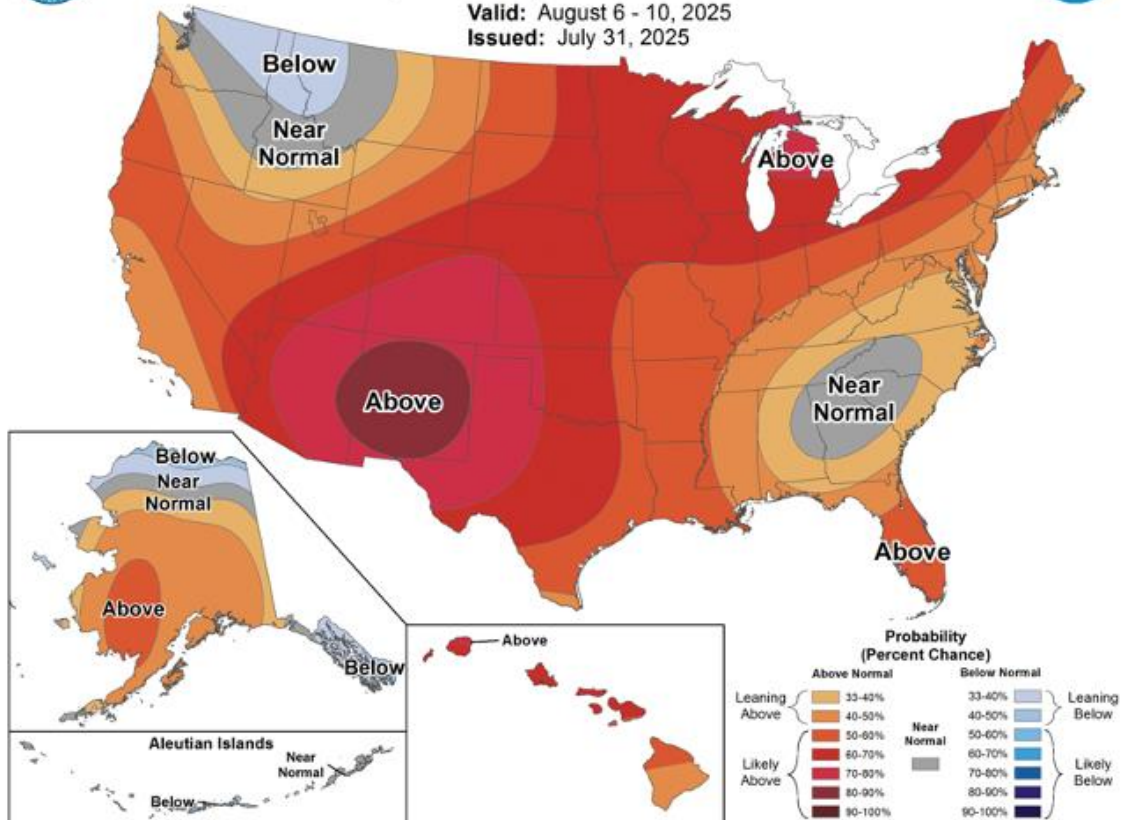 Valid: August 6 - 10, 2025
Issued: July 31, 2025
Below
Near
Normal
Above
Above
Near
Normal
Above
Below
Near
Normal
Above
Below
Aleutian Islands
Near
Normal
Below
Above
Probability
(Percent Chance)
Above Normal
Below Normal
Leaning
Above
33-40%
40-50%
Likely
Above
50-60%
60-70%
70-80%
80-90%
90-100%
Near
Normal
33-40%
40-50%
Leaning
Below
50-60%
60-70%
70-80%
80-90%
90-100%
Likely
Below